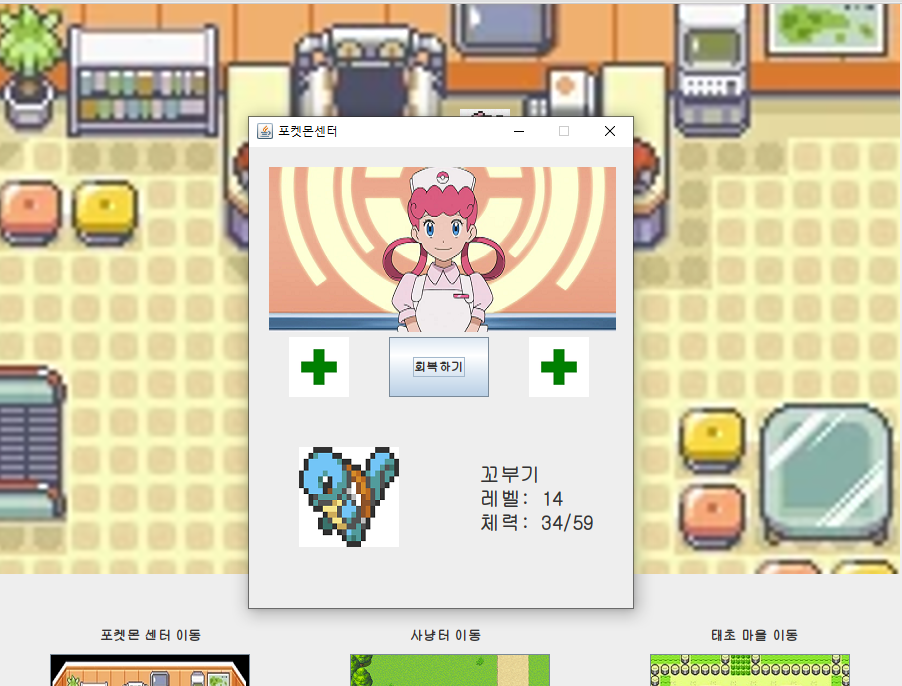 포켓몬센터
회복하기
꼬부기
레벨: 14
체력: 34/59
포켓몬 센터 이동
사냥터 이동
태초 마을 이동